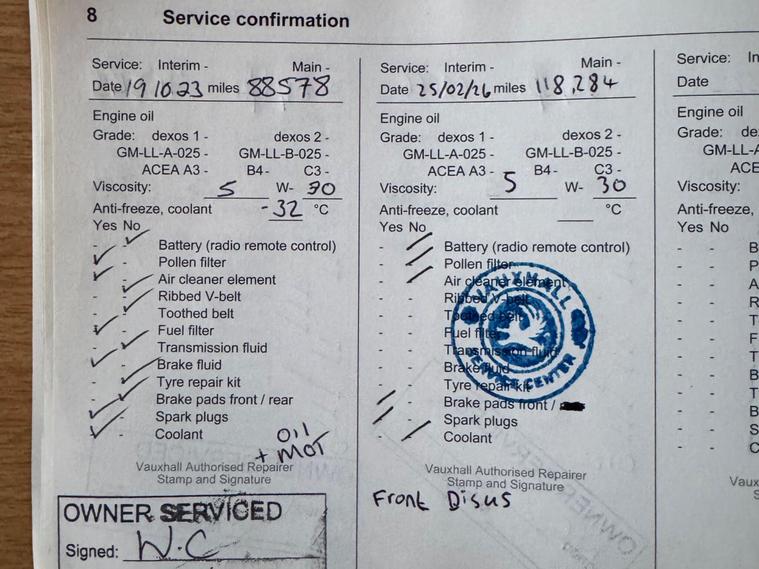 8 Service confirmation
Service: Interim - Main -
Date 19 10 23 miles 88578
Engine oil
Grade: dexos 1 - dexos 2 -
GM-LL-A-025 - GM-LL-B-025 -
ACEA A3 - B4- C3 -
Viscosity: 5 W- 30
Anti-freeze, coolant -32 °C
Yes No
- - Battery (radio remote control)
- - Pollen filter
- - Air cleaner element
- - Ribbed V-belt
- - Toothed belt
- - Fuel filter
- - Transmission fluid
- - Brake fluid
- - Tyre repair kit
- - Brake pads front / rear
- - Spark plugs
- - Coolant
oil
+ MOT
Vauxhall Authorised Repairer
Stamp and Signature
OWNER SERVICED
Signed: W.C
Service: Interim - Main -
Date 25/02/26 miles 118,284
Engine oil
Grade: dexos 1 - dexos 2 -
GM-LL-A-025 - GM-LL-B-025 -
ACEA A3 - B4- C3 -
Viscosity: 5 W- 30
Anti-freeze, coolant °C
Yes No
- - Battery (radio remote control)
- - Pollen filter
- - Air cleaner element
- - Ribbed V-belt
- - Toothed belt
- - Fuel filter
- - Transmission fluid
- - Brake fluid
- - Tyre repair kit
- - Brake pads front /
- - Spark plugs
- - Coolant
VAUXHALL
SERVICE CENTER
Vauxhall Authorised Repairer
Stamp and Signature
Front Discs
Service: In
Date
Engine oil
Grade: de
GM-LL-A
ACE
Viscosity:
Anti-freeze,
Yes No
- - B
- - P
- - A
- - R
- - T
- - F
- - T
- - B
- - T
- - B
- - S
- - C
Vaux
S